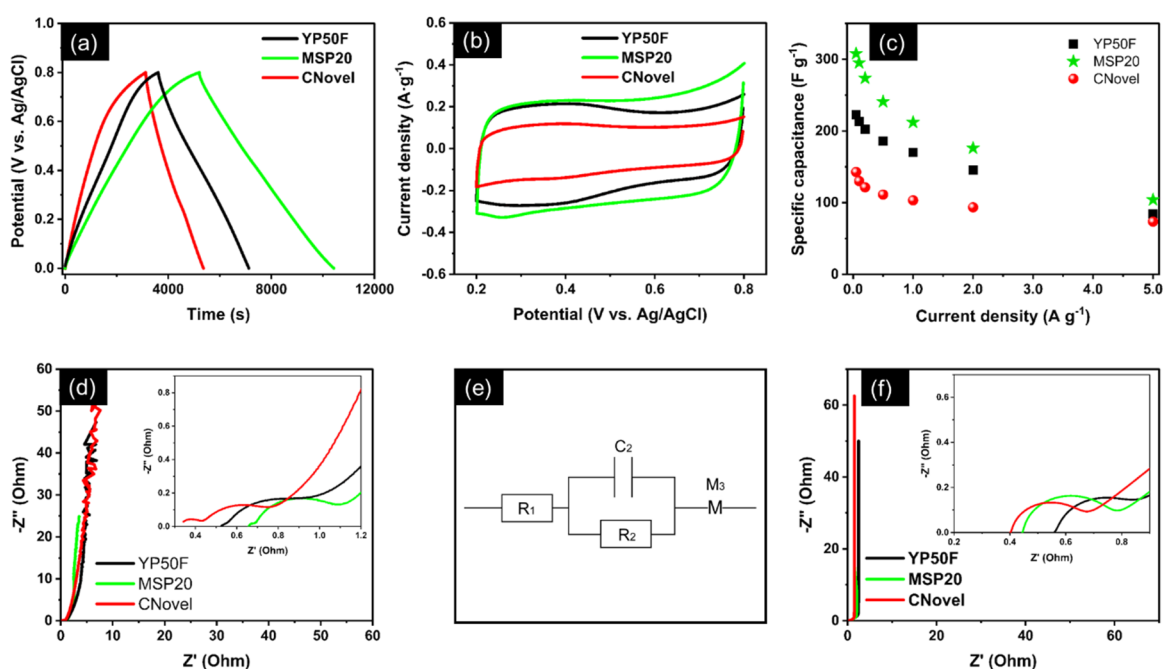 (a)
YP50F
MSP20
CNovel
1.0
0.8
0.6
0.4
0.2
0.0
0
4000
8000
12000
Potential (V vs. Ag/AgCl)
Time (s)
(b)
YP50F
MSP20
CNovel
0.6
0.4
0.2
0.0
-0.2
-0.4
-0.6
0.2
0.4
0.6
0.8
Current density (A·g⁻¹)
Potential (V vs. Ag/AgCl)
(c)
YP50F
MSP20
CNovel
300
200
100
0
0.0
1.0
2.0
3.0
4.0
5.0
Specific capacitance (F g⁻¹)
Current density (A g⁻¹)
(d)
60
50
40
30
20
10
0
0
10
20
30
40
50
60
-Z'' (Ohm)
Z' (Ohm)
0.8
0.6
0.4
0.2
0.0
0.4
0.6
0.8
1.0
1.2
-Z'' (Ohm)
Z' (Ohm)
YP50F
MSP20
CNovel
(e)
C₂
M₃
R₁
M
R₂
(f)
60
50
40
30
20
10
0
0
20
40
60
-Z'' (Ohm)
Z' (Ohm)
0.6
0.4
0.2
0.0
0.2
0.4
0.6
0.8
-Z'' (Ohm)
Z' (Ohm)
YP50F
MSP20
CNovel